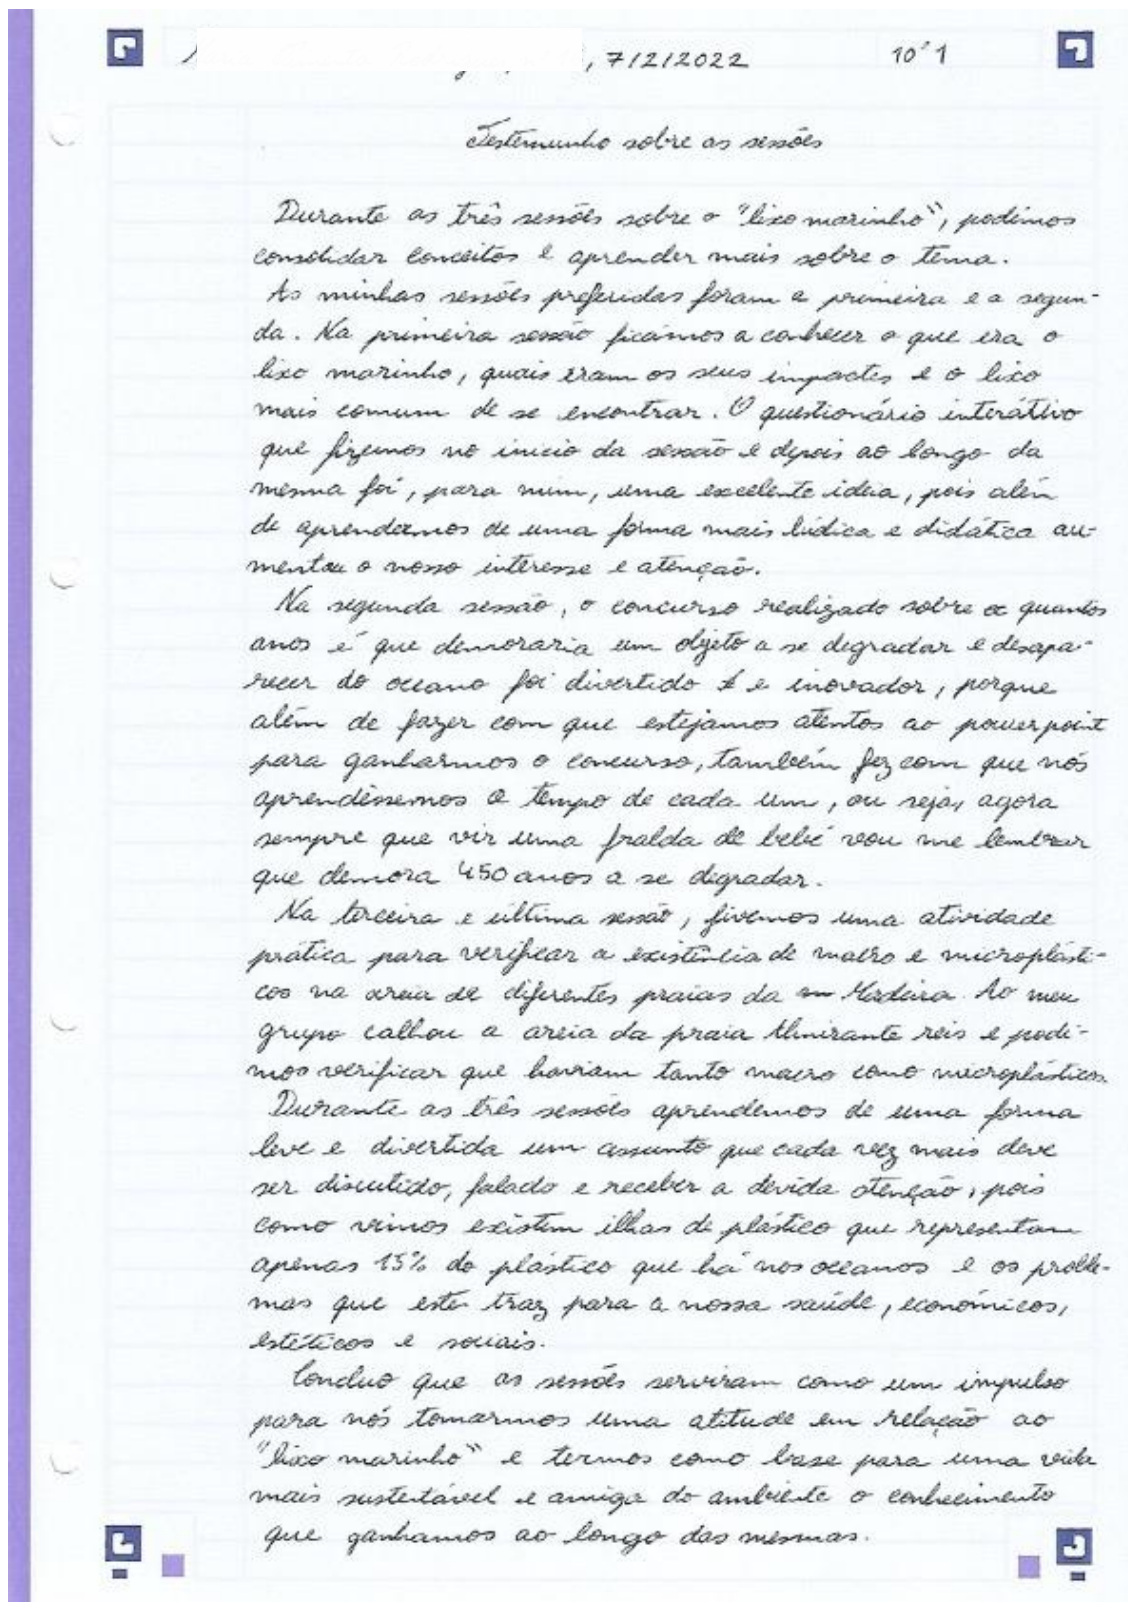 , 7/2/2022 10º1
Testemunho sobre as sessões
Durante as três sessões sobre o "lixo marinho", podimos
consolidar conceitos e aprender mais sobre o tema.
As minhas sessões preferidas foram a primeira e a segun-
da. Na primeira sessão ficámos a conhecer o que era o
lixo marinho, quais eram os seus impactes e o lixo
mais comum de se encontrar. O questionário interátivo
que fizemos no inicio da sessão e depois ao longo da
mesma foi, para mim, uma excelente ideia, pois além
de aprendermos de uma forma mais lúdica e didática au-
mentou o nosso interesse e atenção.
Na segunda sessão, o concurso realizado sobre quantos
anos é que demoraria um objeto a se degradar e desapa-
recer do oceano foi divertido e inovador, porque
além de fazer com que estejamos atentos ao powerpoint
para ganharmos o concurso, também fez com que nós
aprendêssemos o tempo de cada um, ou seja, agora
sempre que vir uma fralda de bebé vou me lembrar
que demora 450 anos a se degradar.
Na terceira e última sessão, tivemos uma atividade
prática para verificar a existência de macro e microplásti-
cos na areia de diferentes praias da Madeira. Ao meu
grupo calhou a areia da praia Almirante reis e podi-
mos verificar que haviam tanto macro como microplásticos.
Durante as três sessões aprendemos de uma forma
leve e divertida um assunto que cada vez mais deve
ser discutido, falado e receber a devida atenção, pois
como vimos existem ilhas de plástico que representam
apenas 15% do plástico que há nos oceanos e os proble-
mas que este traz para a nossa saúde, económicos,
estéticos e sociais.
Concluo que as sessões serviram como um impulso
para nós tomarmos uma atitude em relação ao
"lixo marinho" e termos como base para uma vida
mais sustentável e amiga do ambiente o conhecimento
que ganhamos ao longo das mesmas.